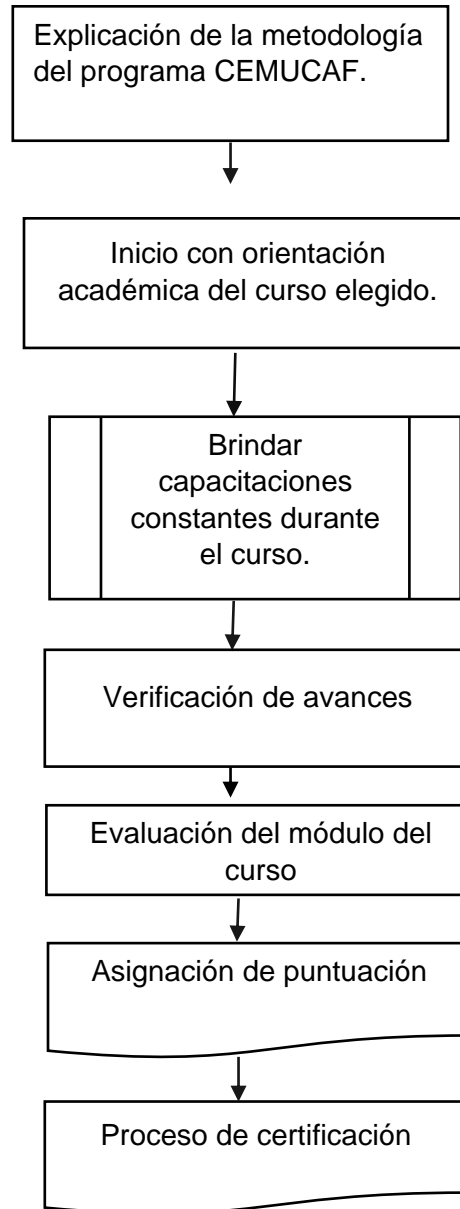 Explicación de la metodología
del programa CEMUCAF.
Inicio con orientación
académica del curso elegido.
Brindar
capacitaciones
constantes durante
el curso.
Verificación de avances
Evaluación del módulo del
curso
Asignación de puntuación
Proceso de certificación